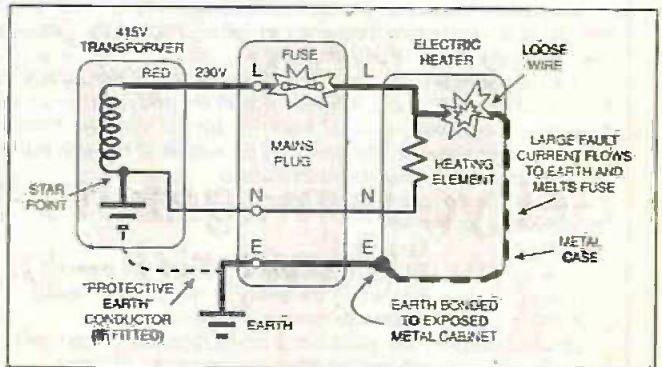 415V
TRANSFORMER
RED
230V
L
FUSE
L
MAINS
PLUG
ELECTRIC
HEATER
LOOSE
WIRE
HEATING
ELEMENT
LARGE FAULT
CURRENT FLOWS
TO EARTH AND
MELTS FUSE
STAR
POINT
N
N
E
E
METAL
CASE
"PROTECTIVE
EARTH"
CONDUCTOR
(IF FITTED)
EARTH
EARTH BONDED
TO EXPOSED
METAL CABINET